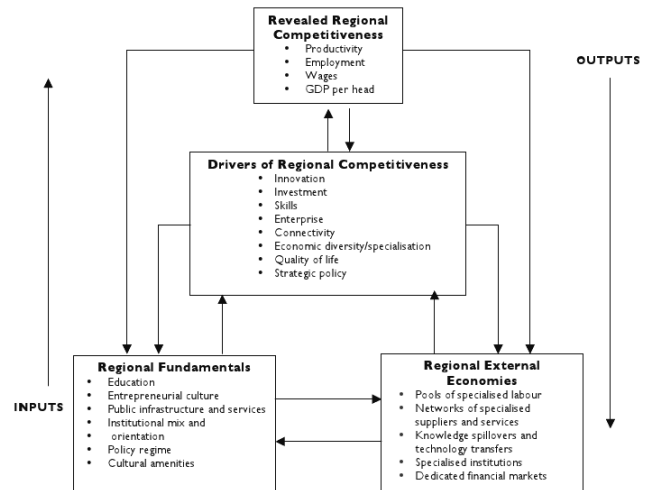 Revealed Regional
Competitiveness
• Productivity
• Employment
• Wages
• GDP per head
OUTPUTS
Drivers of Regional Competitiveness
• Innovation
• Investment
• Skills
• Enterprise
• Connectivity
• Economic diversity/specialisation
• Quality of life
• Strategic policy
INPUTS
Regional Fundamentals
• Education
• Entrepreneurial culture
• Public infrastructure and services
• Institutional mix and
• orientation
• Policy regime
• Cultural amenities
Regional External
Economies
• Pools of specialised labour
• Networks of specialised
suppliers and services
• Knowledge spillovers and
technology transfers
• Specialised institutions
• Dedicated financial markets